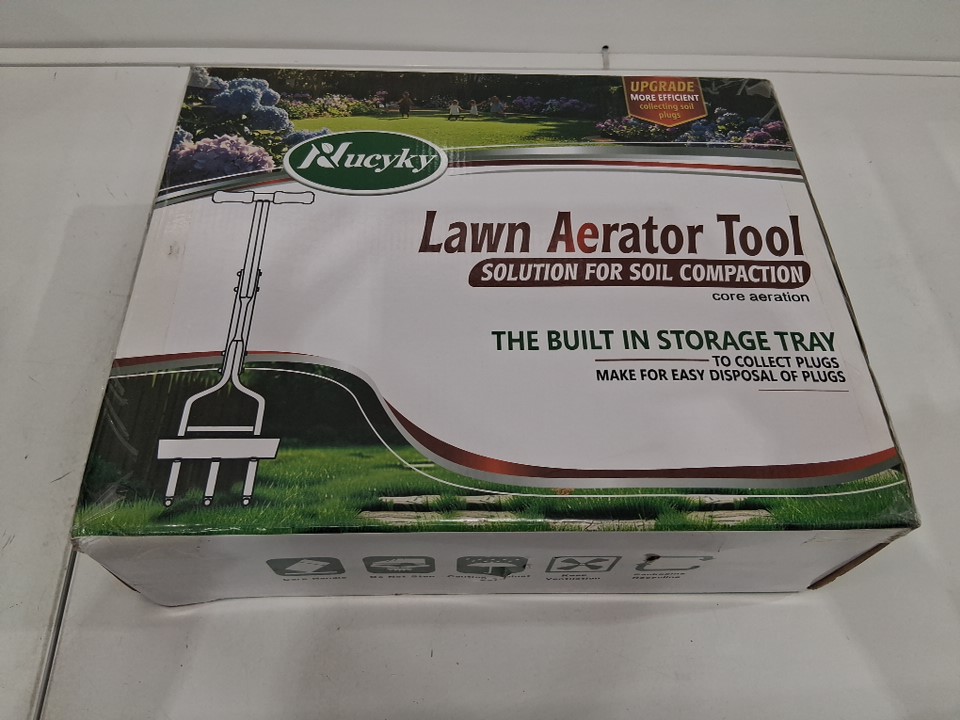 UPGRADE
MORE EFFICIENT
collecting soil
plugs
Nucyky
Lawn Aerator Tool
SOLUTION FOR SOIL COMPACTION
core aeration
THE BUILT IN STORAGE TRAY
TO COLLECT PLUGS
MAKE FOR EASY DISPOSAL OF PLUGS